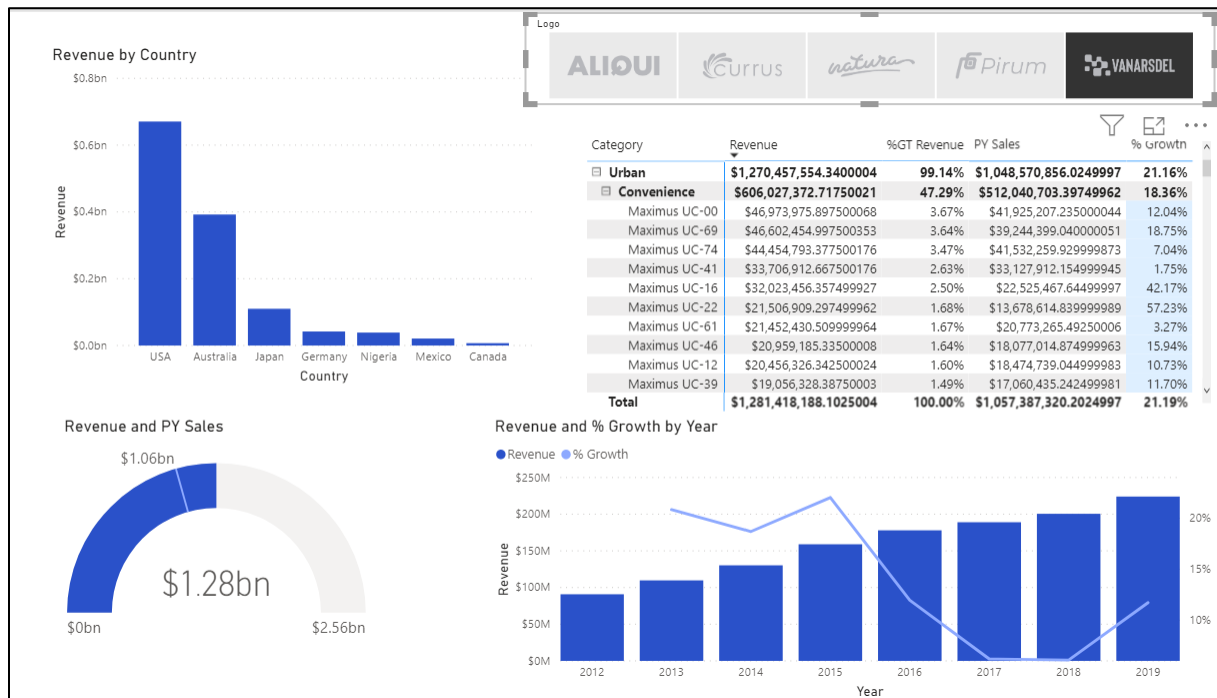 Revenue by Country
$0.8bn
$0.6bn
$0.4bn
$0.2bn
$0.0bn
Revenue
USA Australia Japan Germany Nigeria Mexico Canada
Country
Logo
ALIQUI currus natura Pirum VANARSDEL
Category Revenue %GT Revenue PY Sales % Growth
Urban $1,270,457,554.3400004 99.14% $1,048,570,856.0249997 21.16%
Convenience $606,027,372.71750021 47.29% $512,040,703.39749962 18.36%
Maximus UC-00 $46,973,975.897500068 3.67% $41,925,207.235000044 12.04%
Maximus UC-69 $46,602,454.997500353 3.64% $39,244,399.040000051 18.75%
Maximus UC-74 $44,454,793.377500176 3.47% $41,532,259.929999873 7.04%
Maximus UC-41 $33,706,912.667500176 2.63% $33,127,912.154999945 1.75%
Maximus UC-16 $32,023,456.357499927 2.50% $22,525,467.64499997 42.17%
Maximus UC-22 $21,506,909.297499962 1.68% $13,678,614.839999989 57.23%
Maximus UC-61 $21,452,430.509999964 1.67% $20,773,265.49250006 3.27%
Maximus UC-46 $20,959,185.33500008 1.64% $18,077,014.874999963 15.94%
Maximus UC-12 $20,456,326.342500024 1.60% $18,474,739.044999983 10.73%
Maximus UC-39 $19,056,328.38750003 1.49% $17,060,435.242499981 11.70%
Total $1,281,418,188.1025004 100.00% $1,057,387,320.2024997 21.19%
Revenue and PY Sales
$1.06bn
$1.28bn
$0bn $2.56bn
Revenue and % Growth by Year
Revenue % Growth
$250M
$200M
$150M
$100M
$50M
$0M
Revenue
20%
15%
10%
2012 2013 2014 2015 2016 2017 2018 2019
Year